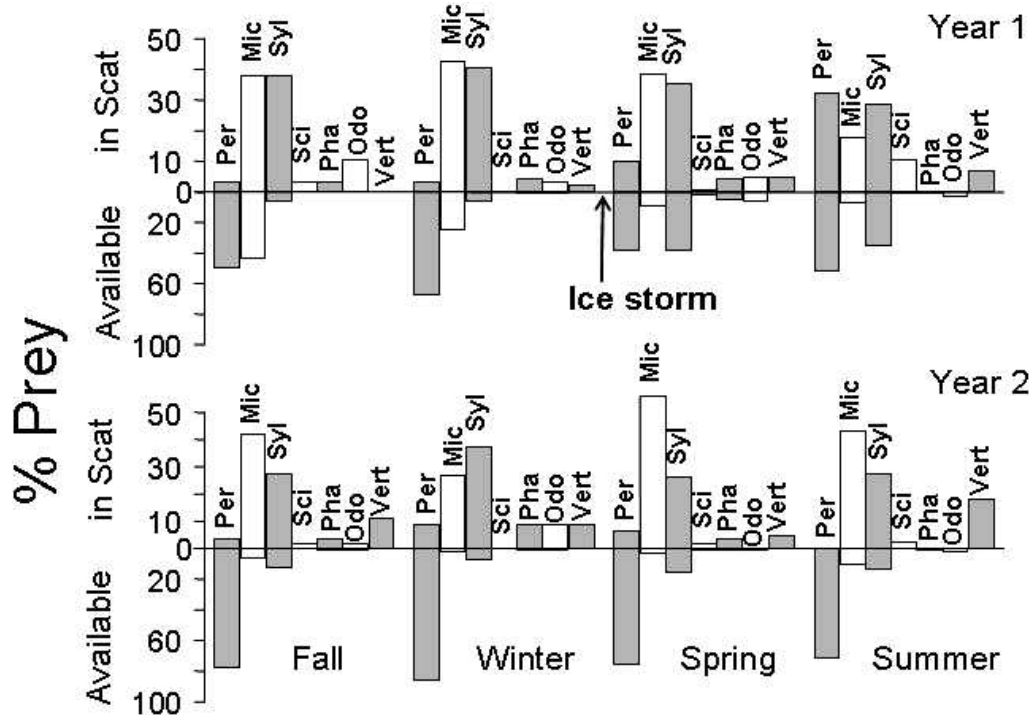 % Prey
in Scat
Available
50
30
10
0
20
60
100
Year 1
Per
Mic
Syl
Sci
Pha
Odo
Vert
Per
Mic
Syl
Sci
Pha
Odo
Vert
Per
Mic
Syl
Sci
Pha
Odo
Vert
Per
Mic
Syl
Sci
Pha
Odo
Vert
Ice storm
in Scat
Available
50
30
10
0
20
60
100
Year 2
Per
Mic
Syl
Sci
Pha
Odo
Vert
Per
Mic
Syl
Sci
Pha
Odo
Vert
Per
Mic
Syl
Sci
Pha
Odo
Vert
Per
Mic
Syl
Sci
Pha
Odo
Vert
Fall
Winter
Spring
Summer